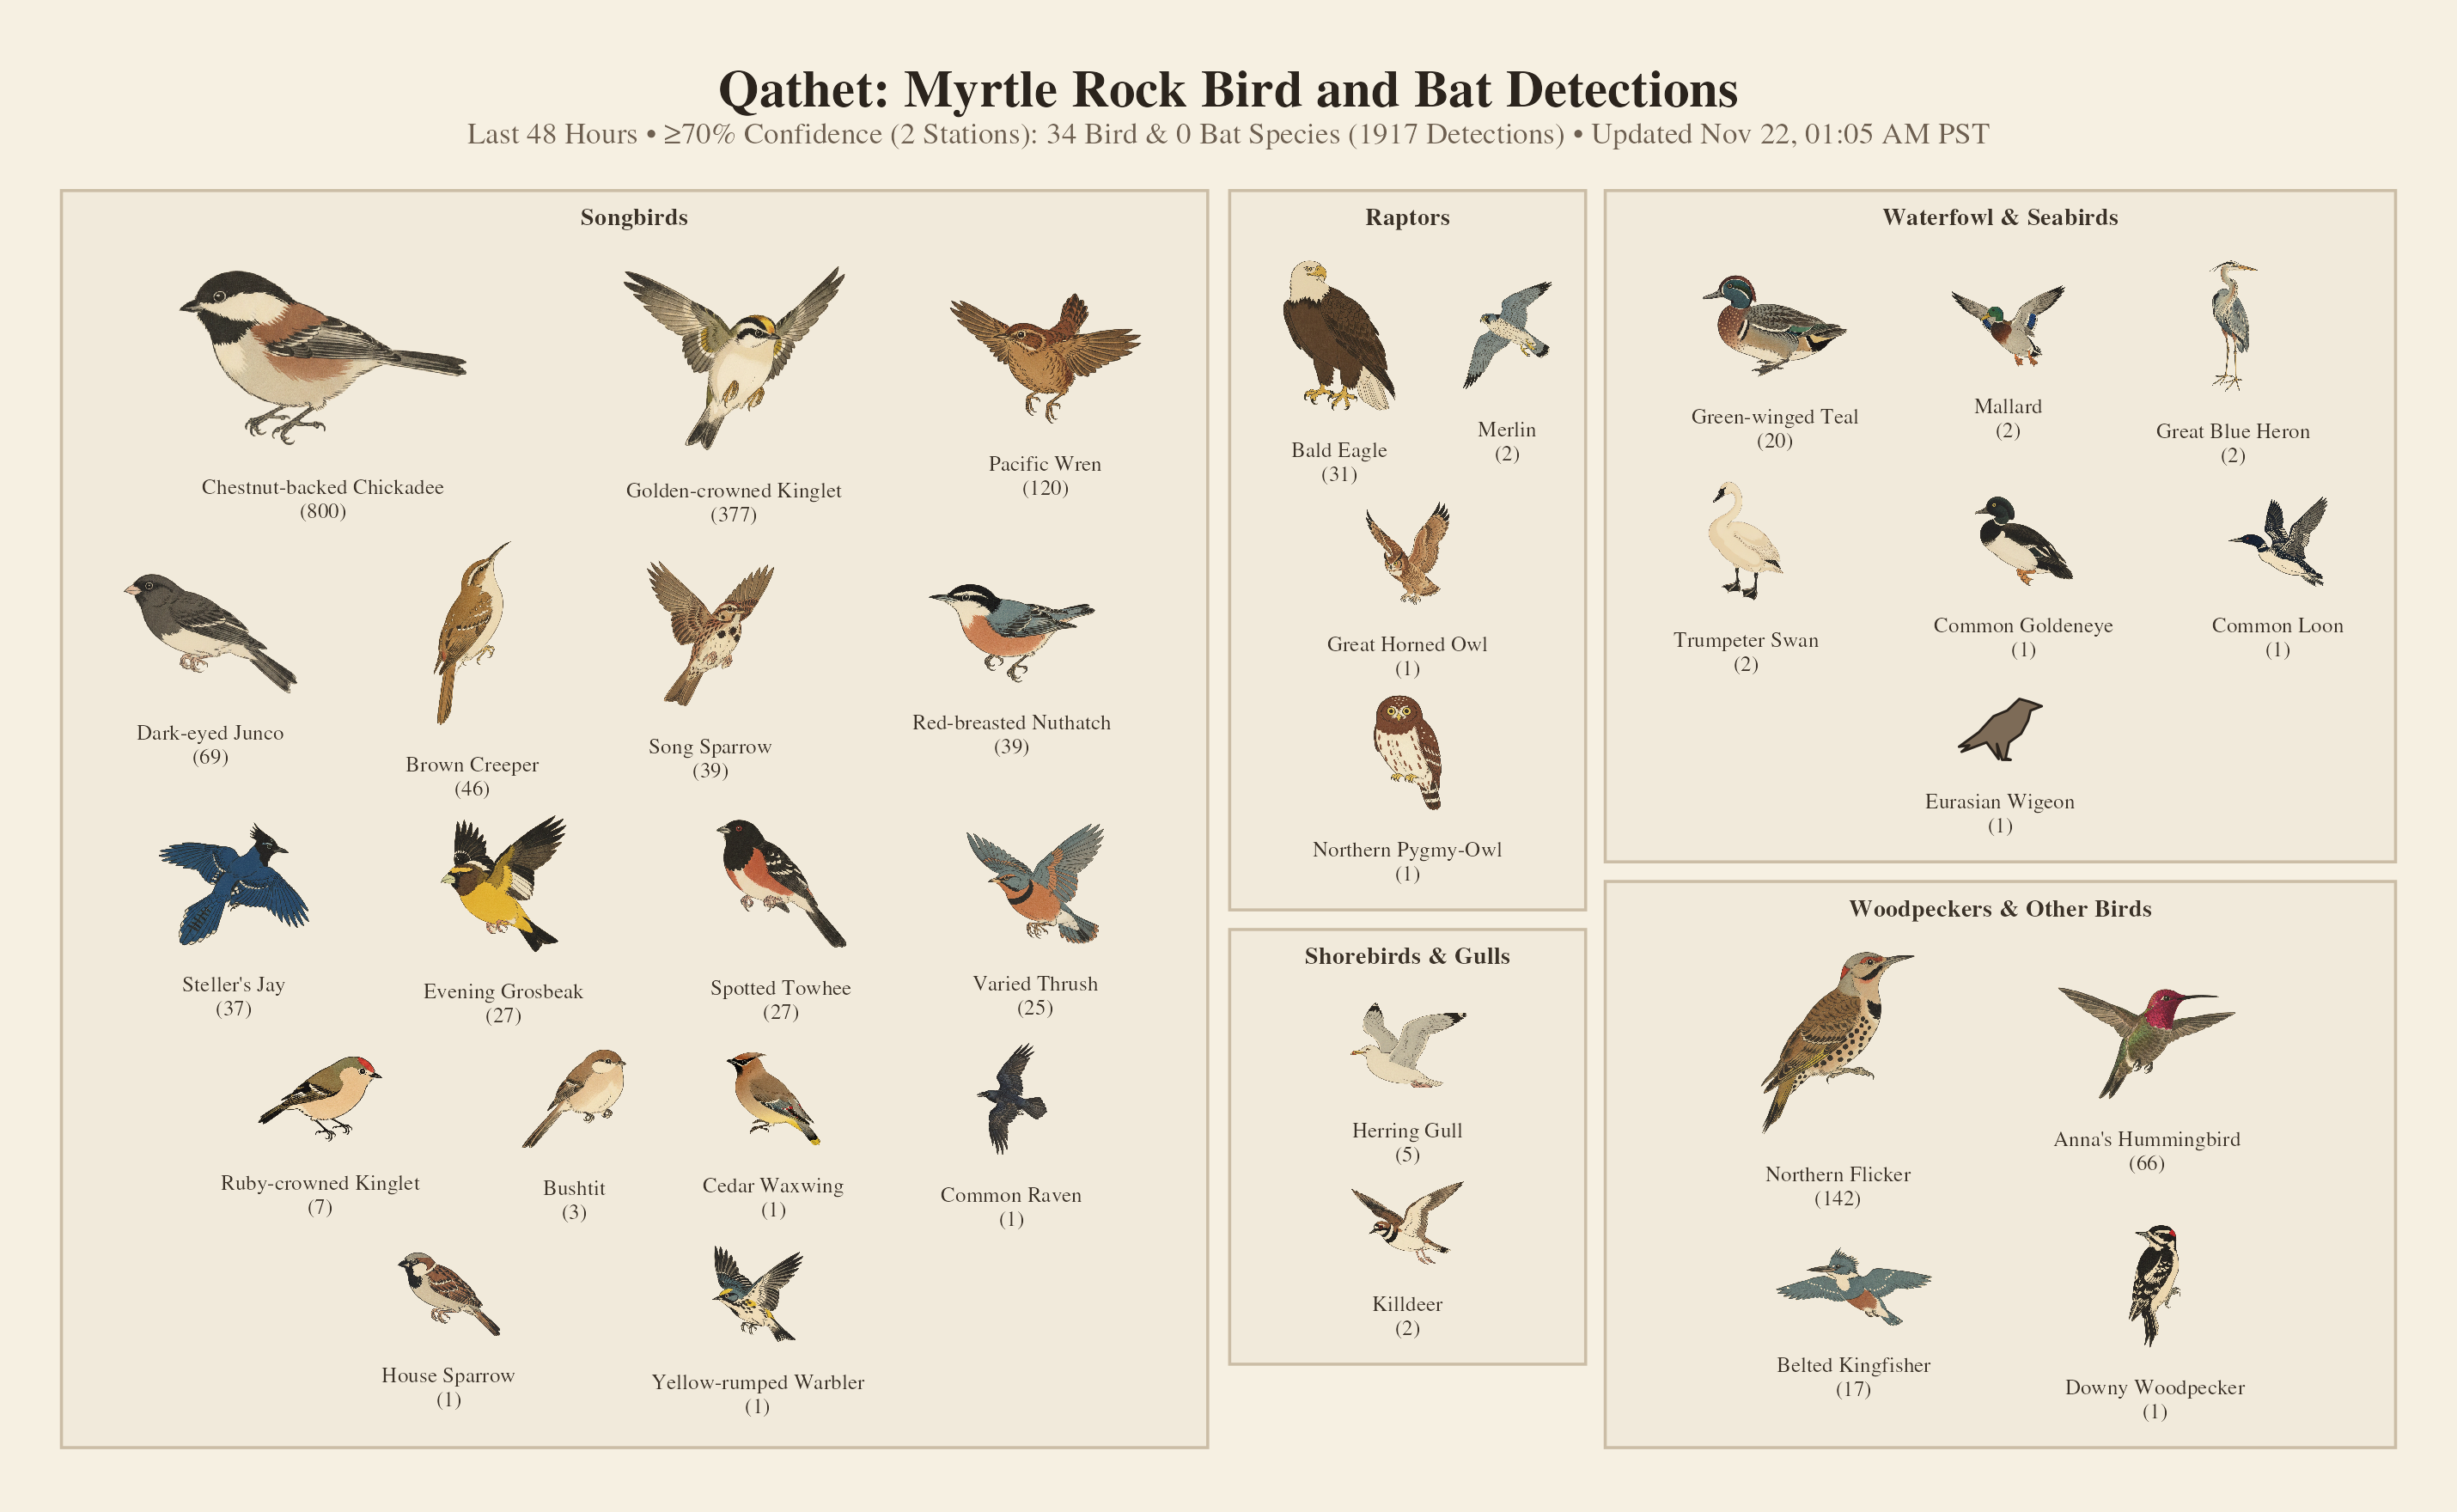 Qathet: Myrtle Rock Bird and Bat Detections
Last 48 Hours • ≥70% Confidence (2 Stations): 34 Bird & 0 Bat Species (1917 Detections) • Updated Nov 22, 01:05 AM PST
Songbirds
Chestnut-backed Chickadee
(800)
Golden-crowned Kinglet
(377)
Pacific Wren
(120)
Dark-eyed Junco
(69)
Brown Creeper
(46)
Song Sparrow
(39)
Red-breasted Nuthatch
(39)
Steller's Jay
(37)
Evening Grosbeak
(27)
Spotted Towhee
(27)
Varied Thrush
(25)
Ruby-crowned Kinglet
(7)
Bushtit
(3)
Cedar Waxwing
(1)
Common Raven
(1)
House Sparrow
(1)
Yellow-rumped Warbler
(1)
Raptors
Bald Eagle
(31)
Merlin
(2)
Great Horned Owl
(1)
Northern Pygmy-Owl
(1)
Shorebirds & Gulls
Herring Gull
(5)
Killdeer
(2)
Waterfowl & Seabirds
Green-winged Teal
(20)
Mallard
(2)
Great Blue Heron
(2)
Trumpeter Swan
(2)
Common Goldeneye
(1)
Common Loon
(1)
Eurasian Wigeon
(1)
Woodpeckers & Other Birds
Northern Flicker
(142)
Anna's Hummingbird
(66)
Belted Kingfisher
(17)
Downy Woodpecker
(1)